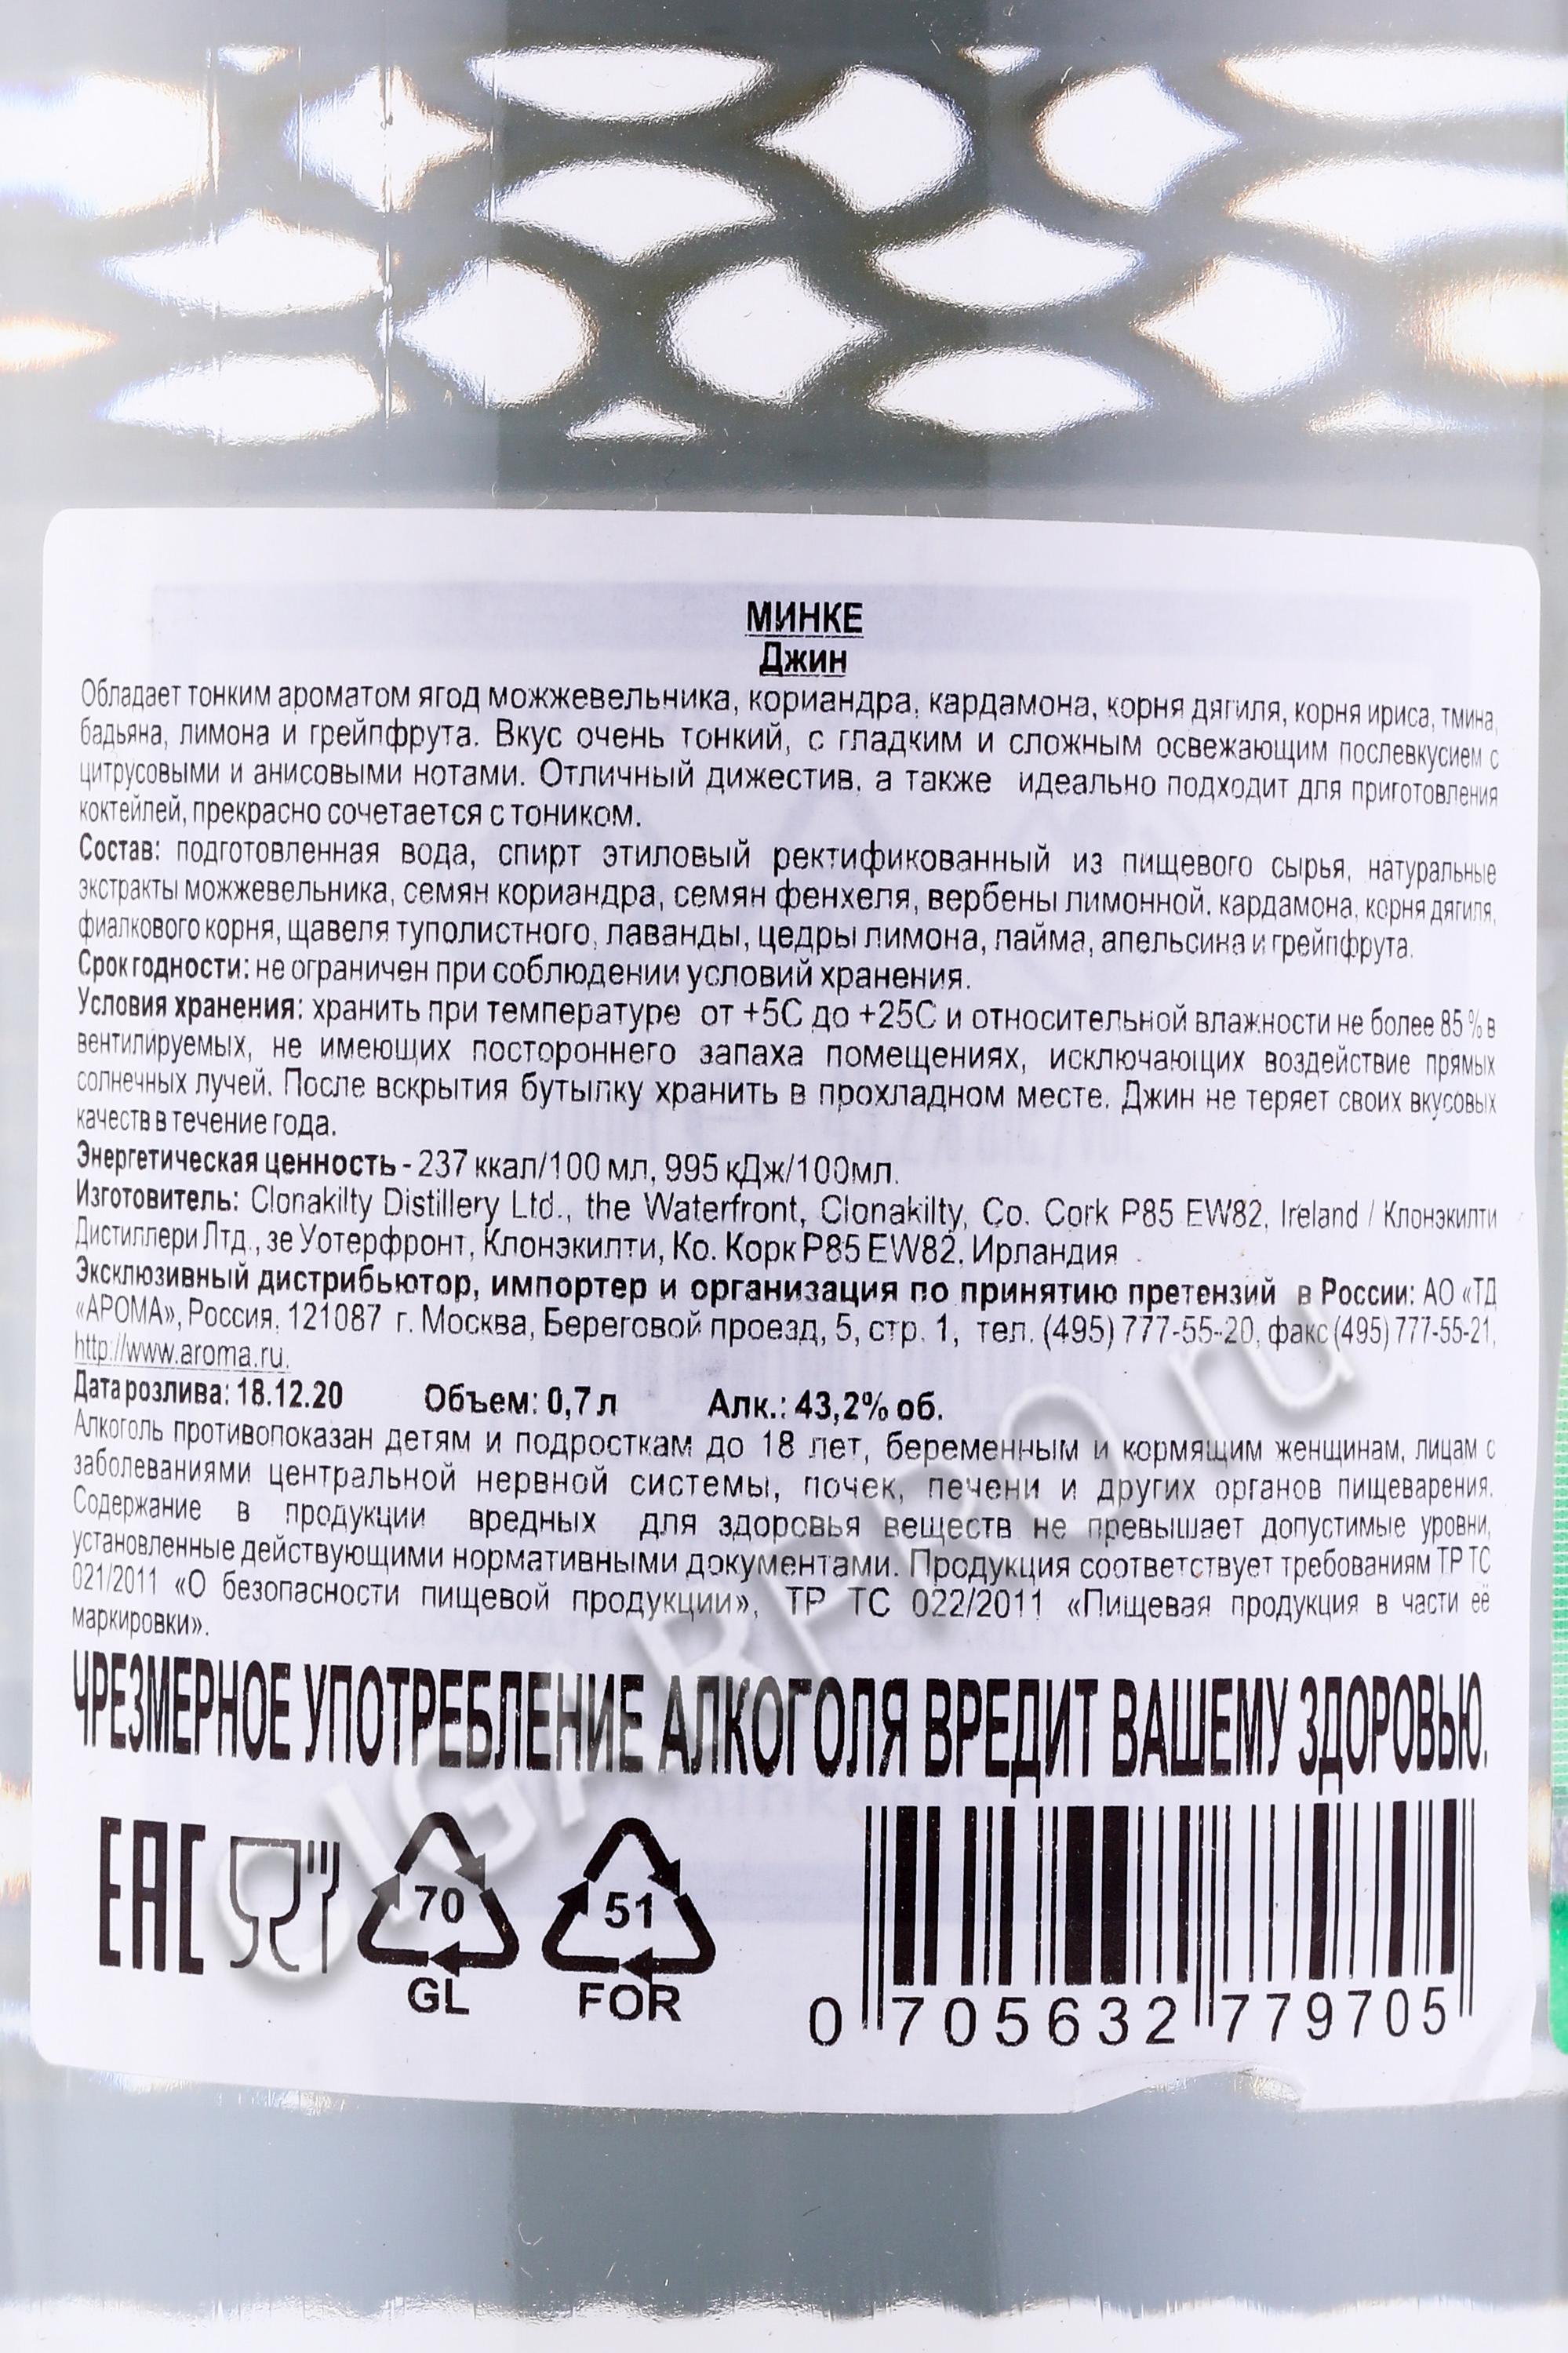 МИНКЕ
Джин
Обладает тонким ароматом ягод можжевельника, кориандра, кардамона, корня дягиля, корня ириса, тмина,
бадьяна, лимона и грейпфрута. Вкус очень тонкий, с гладким и сложным освежающим послевкусием с
цитрусовыми и анисовыми нотами. Отличный дижестив, а также идеально подходит для приготовления
коктейлей, прекрасно сочетается с тоником.
Состав: подготовленная вода, спирт этиловый ректификованный из пищевого сырья, натуральные
экстракты можжевельника, семян кориандра, семян фенхеля, вербены лимонной, кардамона, корня дягиля,
фиалкового корня, щавеля туполистного, лаванды, цедры лимона, лайма, апельсина и грейпфрута.
Срок годности: не ограничен при соблюдении условий хранения.
Условия хранения: хранить при температуре от +5С до +25С и относительной влажности не более 85 % в
вентилируемых, не имеющих постороннего запаха помещениях, исключающих воздействие прямых
солнечных лучей. После вскрытия бутылку хранить в прохладном месте. Джин не теряет своих вкусовых
качеств в течение года.
Энергетическая ценность - 237 ккал/100 мл, 995 кДж/100мл.
Изготовитель: Clonakilty Distillery Ltd., the Waterfront, Clonakilty, Co. Cork P85 EW82, Ireland / Клонэкилти
Дистиллери Лтд., зе Уотерфронт, Клонэкилти, Ко. Корк P85 EW82, Ирландия
Эксклюзивный дистрибьютор, импортер и организация по принятию претензий в России: АО «ТД
«АРОМА», Россия, 121087 г. Москва, Береговой проезд, 5, стр. 1, тел. (495) 777-55-20, факс (495) 777-55-21,
http://www.aroma.ru.
Дата розлива: 18.12.20 Объем: 0,7 л Алк.: 43,2% об.
Алкоголь противопоказан детям и подросткам до 18 лет, беременным и кормящим женщинам, лицам с
заболеваниями центральной нервной системы, почек, печени и других органов пищеварения.
Содержание в продукции вредных для здоровья веществ не превышает допустимые уровни,
установленные действующими нормативными документами. Продукция соответствует требованиям ТР ТС
021/2011 «О безопасности пищевой продукции», ТР ТС 022/2011 «Пищевая продукция в части её
маркировки».
ЧРЕЗМЕРНОЕ УПОТРЕБЛЕНИЕ АЛКОГОЛЯ ВРЕДИТ ВАШЕМУ ЗДОРОВЬЮ.
EAC 70 51
GL FOR
0 705632 779705
CIGARPRO.ru